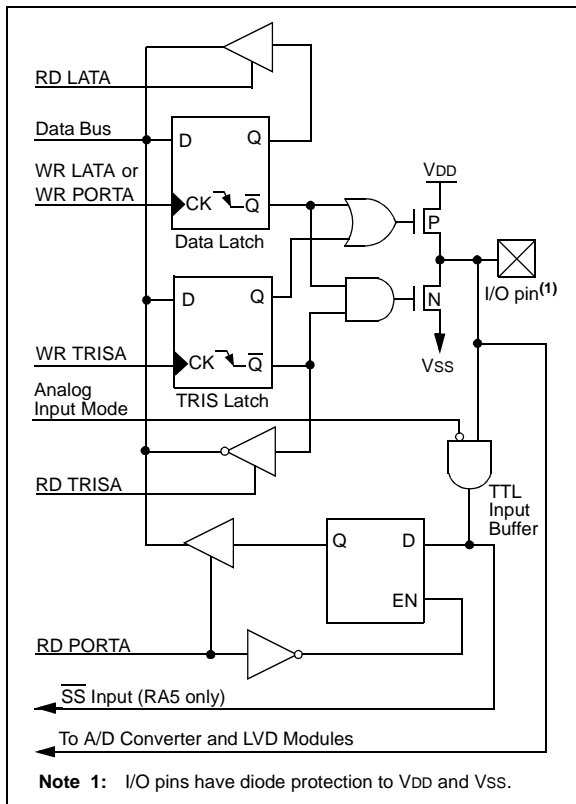 RD LATA
Data Bus
D
Q
WR LATA or
WR PORTA
CK
Q
Data Latch
VDD
P
I/O pin(1)
N
VSS
D
Q
WR TRISA
CK
Q
TRIS Latch
Analog
Input Mode
RD TRISA
TTL
Input
Buffer
Q
D
EN
RD PORTA
SS Input (RA5 only)
To A/D Converter and LVD Modules
Note 1: I/O pins have diode protection to VDD and VSS.